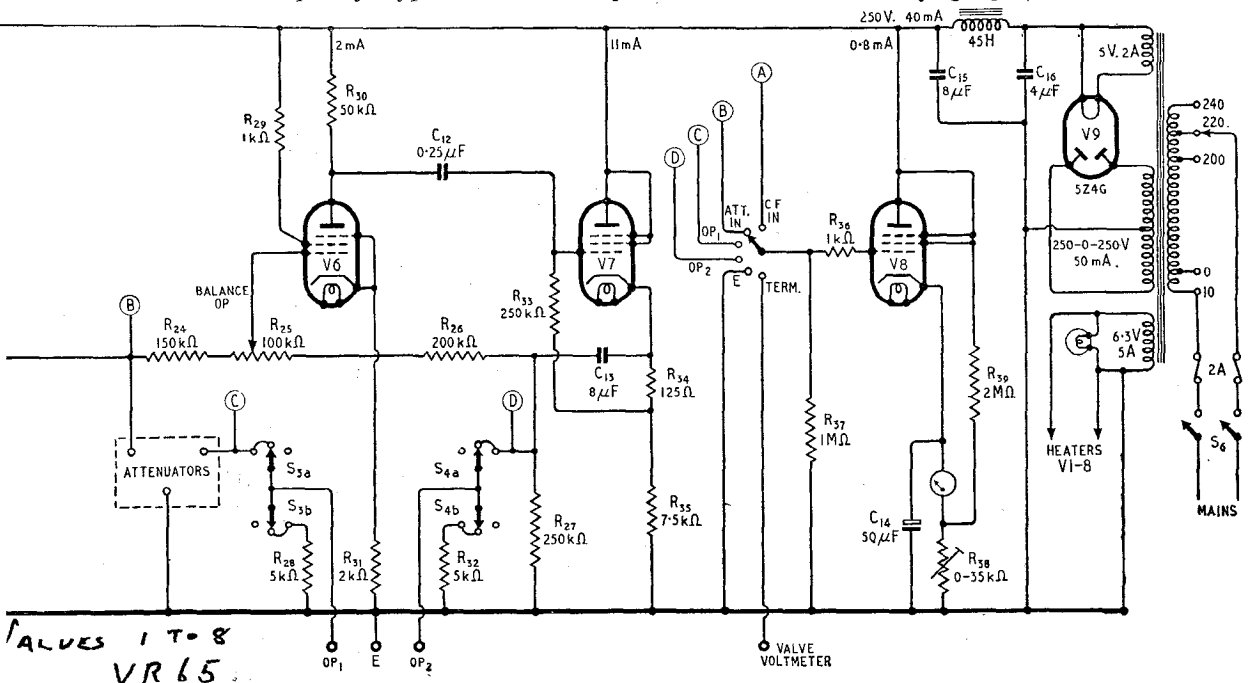 250V. 40mA
45H
5V. 2A
2mA
11mA
0·8mA
R30
50kΩ
R29
1kΩ
C12
0·25μF
A
B
C
D
C15
8μF
C16
4μF
V9
5Z4G
240
220.
200
ATT. IN
CF IN
OP1
OP2
E
TERM.
R36
1kΩ
V6
V7
V8
250-0-250V
50mA.
0
10
BALANCE
OP
R33
250kΩ
B
R24
150kΩ
R25
100kΩ
R26
200kΩ
C13
8μF
R34
125Ω
R39
2MΩ
6·3V
5A
2A
C
D
R37
1MΩ
HEATERS
V1-8
S6
MAINS
ATTENUATORS
S3a
S4a
S3b
S4b
R27
250kΩ
R35
7·5kΩ
C14
50μF
R28
5kΩ
R31
2kΩ
R32
5kΩ
R38
0-35kΩ
OP1
E
OP2
VALVE
VOLTMETER
ALUES 1 TO 8
VR65